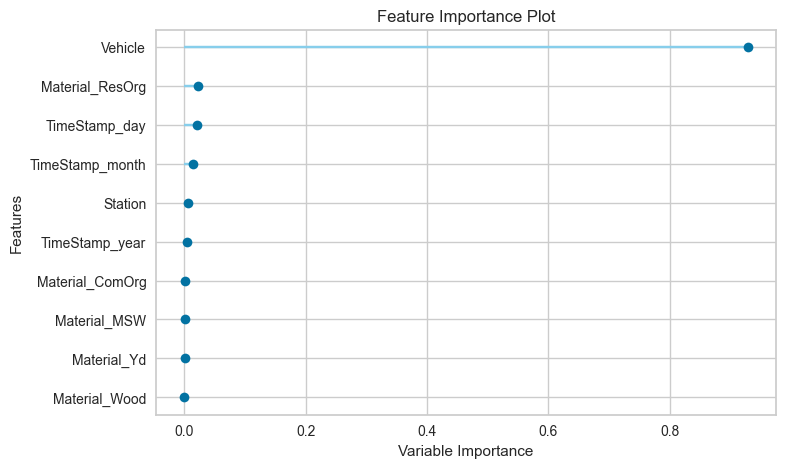 Feature Importance Plot
Vehicle
Material_ResOrg
TimeStamp_day
TimeStamp_month
Station
TimeStamp_year
Material_ComOrg
Material_MSW
Material_Yd
Material_Wood
Features
0.0 0.2 0.4 0.6 0.8
Variable Importance